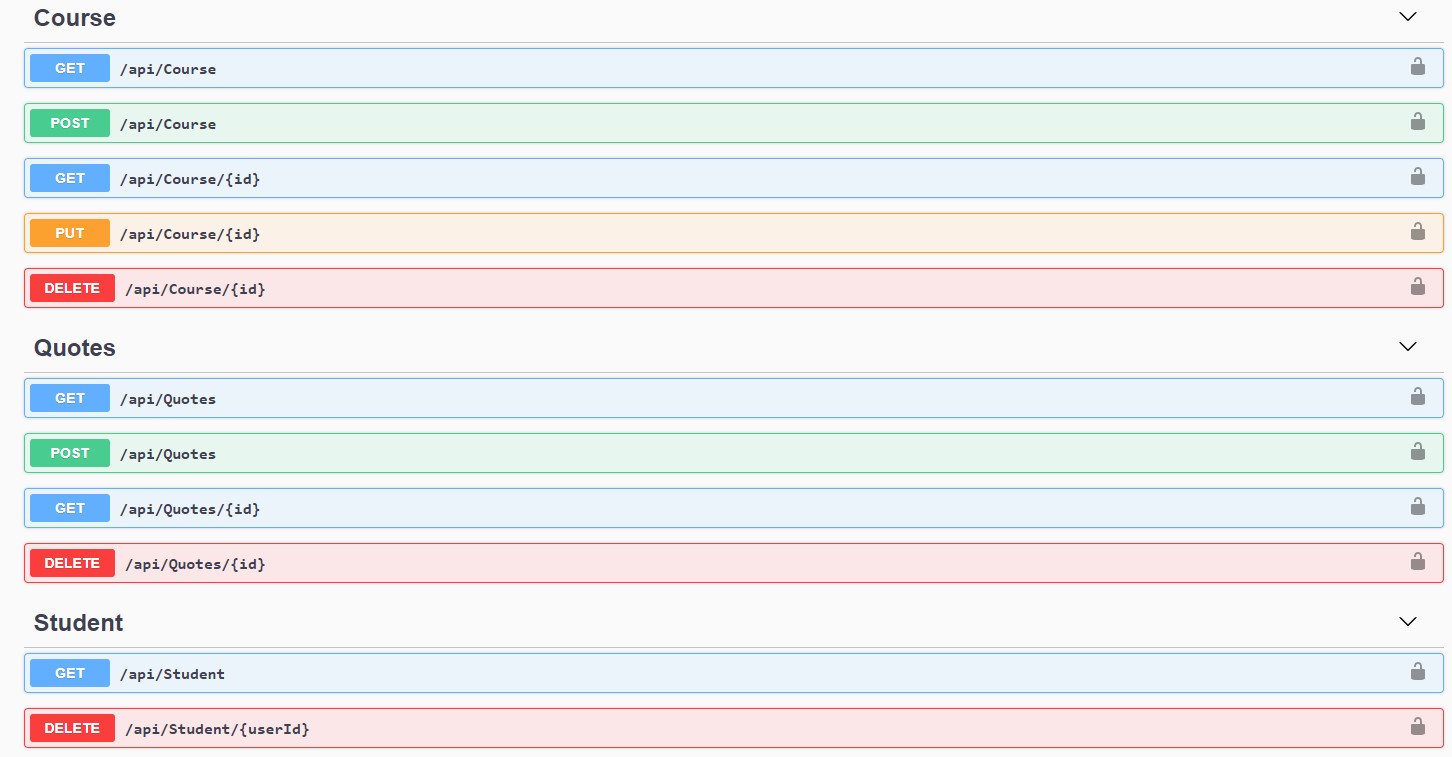 Course
GET /api/Course
POST /api/Course
GET /api/Course/{id}
PUT /api/Course/{id}
DELETE /api/Course/{id}
Quotes
GET /api/Quotes
POST /api/Quotes
GET /api/Quotes/{id}
DELETE /api/Quotes/{id}
Student
GET /api/Student
DELETE /api/Student/{userId}